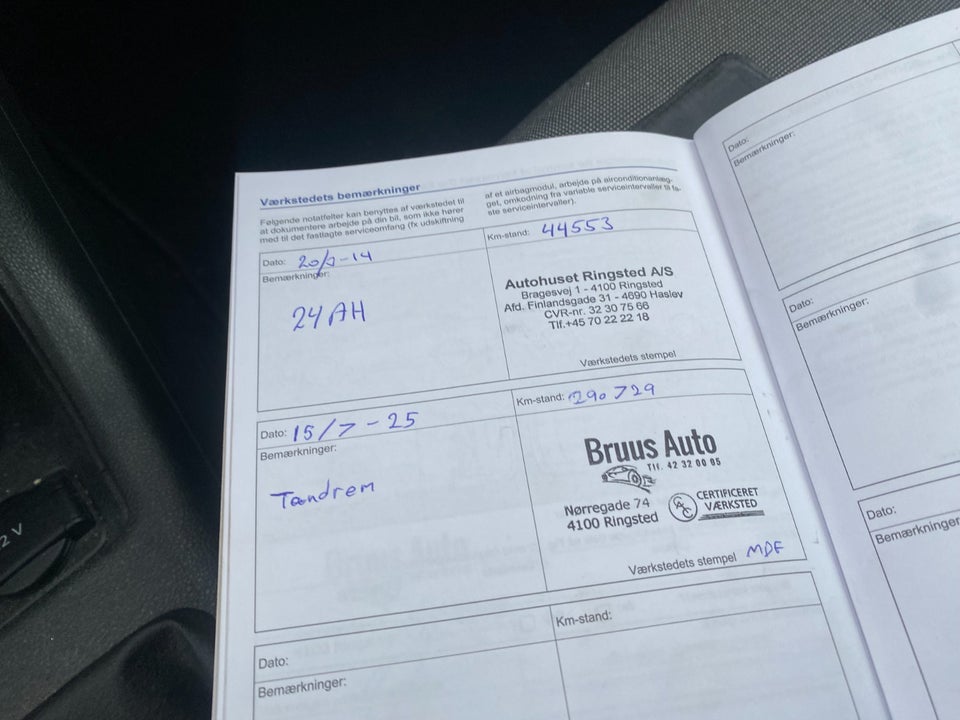 Værkstedets bemærkninger
Følgende notatfelter kan benyttes af værkstedet til
at dokumentere arbejde på din bil, som ikke hører
med til det fastlagte serviceomfang (fx udskiftning
af et airbagmodul, arbejde på airconditionanlæg-
get, omkodning fra variable serviceintervaller til fa-
ste serviceintervaller).
Dato:
Km-stand: 44553
Bemærkninger:
24AH
Autohuset Ringsted A/S
Bragesvej 1 - 4100 Ringsted
Afd. Finlandsgade 31 - 4690 Haslev
CVR-nr. 32 30 75 66
Tlf.+45 70 22 22 18
Værkstedets stempel
Dato: 15/7-25
Km-stand: 290729
Bemærkninger:
Tandrem
Bruus Auto
Tlf. 42 32 00 05
Nørregade 74
4100 Ringsted
CAC
CERTIFICERET
VÆRKSTED
Værkstedets stempel MDF
Dato:
Km-stand:
Bemærkninger:
Dato:
Bemærkninger:
Dato:
Bemærkninger:
Dato:
Bemærkninger:
2 V